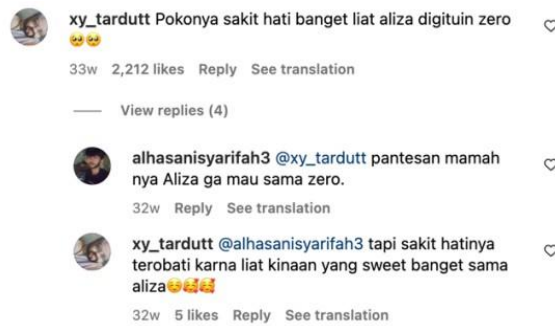 xy_tardutt Pokonya sakit hati banget liat aliza digituin zero
🥺🥺
33w 2,212 likes Reply See translation
View replies (4)
alhasanisyarifah3 @xy_tardutt pantesan mamah
nya Aliza ga mau sama zero.
32w Reply See translation
xy_tardutt @alhasanisyarifah3 tapi sakit hatinya
terobati karna liat kinaan yang sweet banget sama
aliza☺️🥰🥰
32w 5 likes Reply See translation